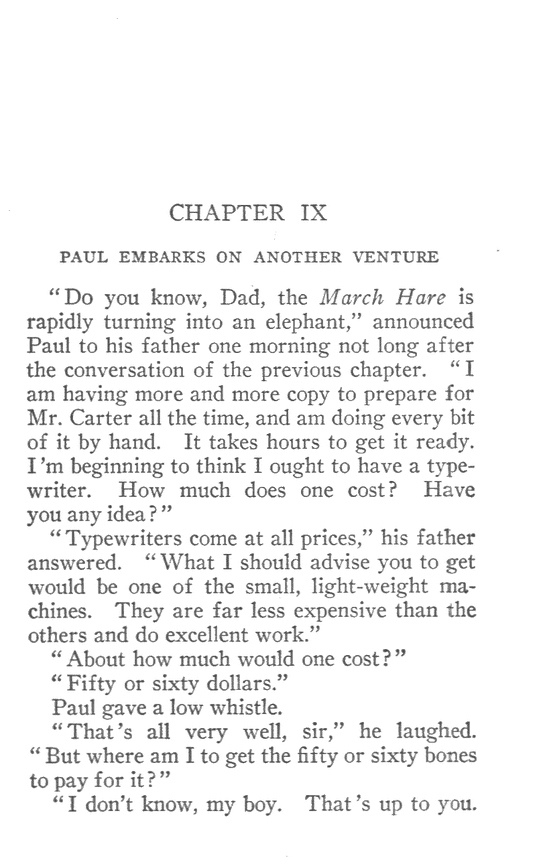 CHAPTER IX
PAUL EMBARKS ON ANOTHER VENTURE
“Do you know, Dad, the March Hare is
rapidly turning into an elephant,” announced
Paul to his father one morning not long after
the conversation of the previous chapter. “I
am having more and more copy to prepare for
Mr. Carter all the time, and am doing every bit
of it by hand. It takes hours to get it ready.
I’m beginning to think I ought to have a type-
writer. How much does one cost? Have
you any idea?”
“Typewriters come at all prices,” his father
answered. “What I should advise you to get
would be one of the small, light-weight ma-
chines. They are far less expensive than the
others and do excellent work.”
“About how much would one cost?”
“Fifty or sixty dollars.”
Paul gave a low whistle.
“That’s all very well, sir,” he laughed.
“But where am I to get the fifty or sixty bones
to pay for it?”
“I don’t know, my boy. That’s up to you.